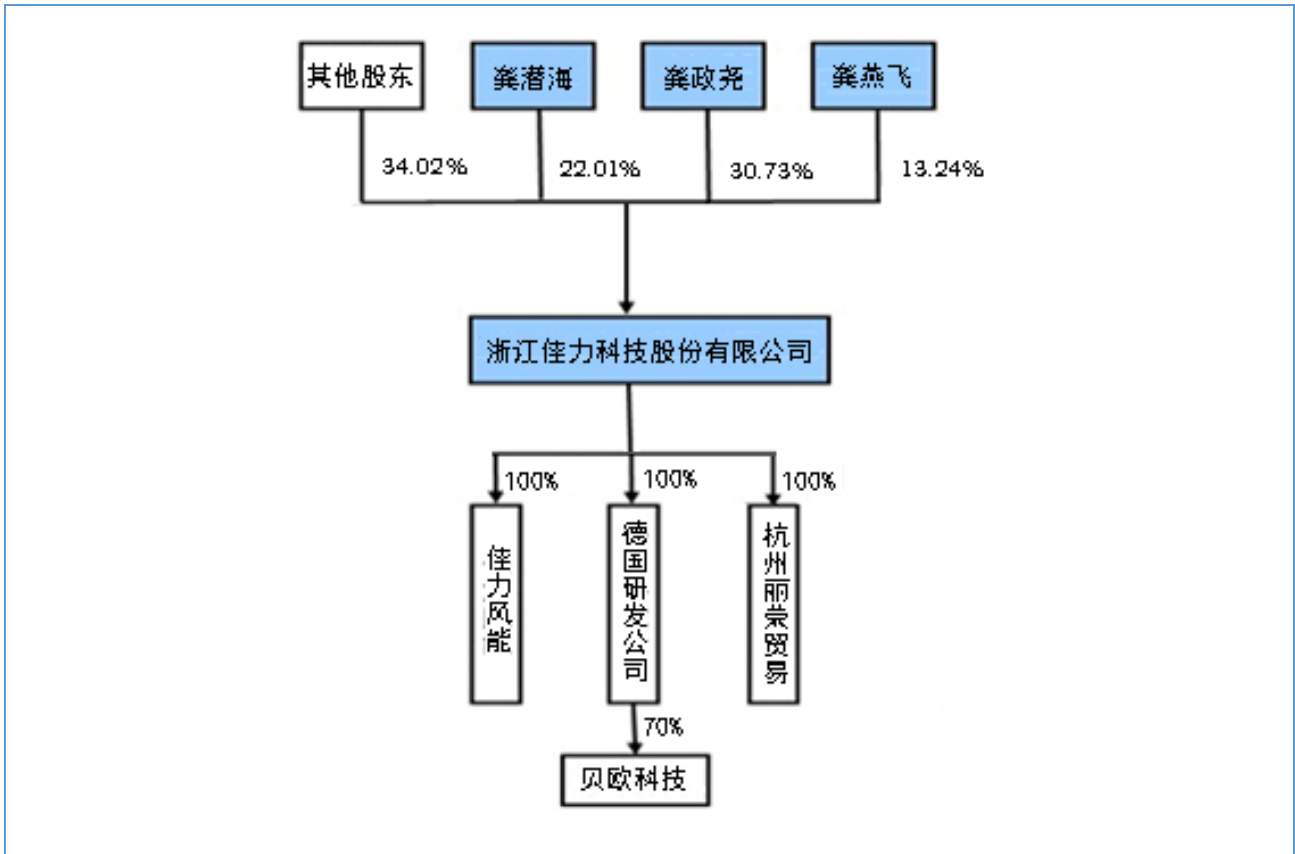 其他股东
龚潜海
龚政尧
龚燕飞
34.02%
22.01%
30.73%
13.24%
浙江佳力科技股份有限公司
100%
100%
100%
佳力风能
德国研发公司
杭州丽荣贸易
70%
贝欧科技